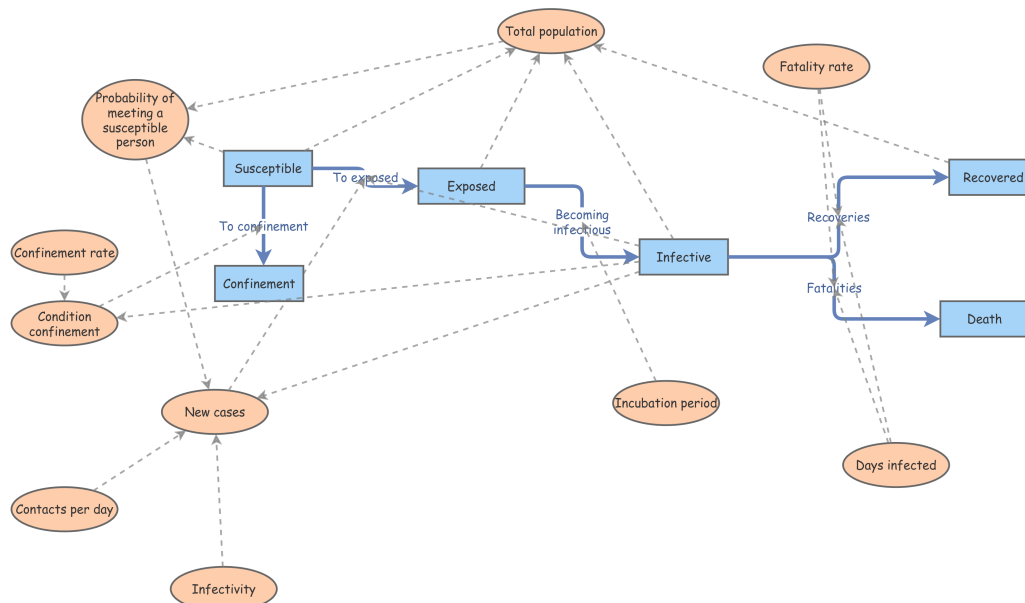 Total population
Fatality rate
Probability of
meeting a
susceptible
person
Susceptible
To exposed
Exposed
Recovered
Becoming
infectious
Recoveries
To confinement
Confinement rate
Infective
Confinement
Fatalities
Condition
confinement
Death
New cases
Incubation period
Days infected
Contacts per day
Infectivity